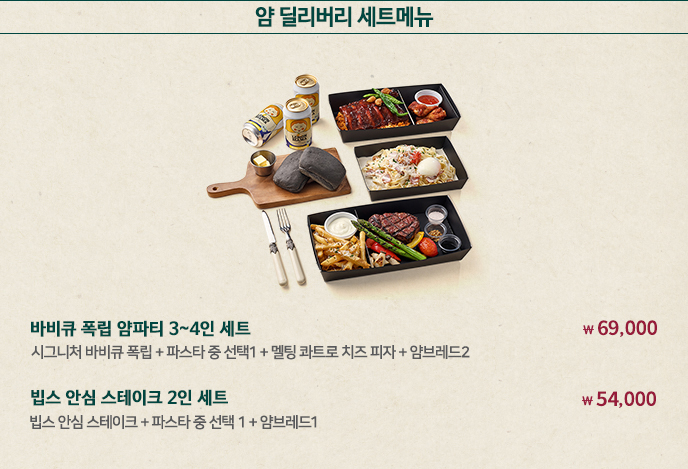 얌 딜리버리 세트메뉴
바비큐 폭립 얌파티 3~4인 세트 ₩ 69,000
시그니처 바비큐 폭립 + 파스타 중 선택1 + 멜팅 콰트로 치즈 피자 + 얌브레드2
빕스 안심 스테이크 2인 세트 ₩ 54,000
빕스 안심 스테이크 + 파스타 중 선택 1 + 얌브레드1